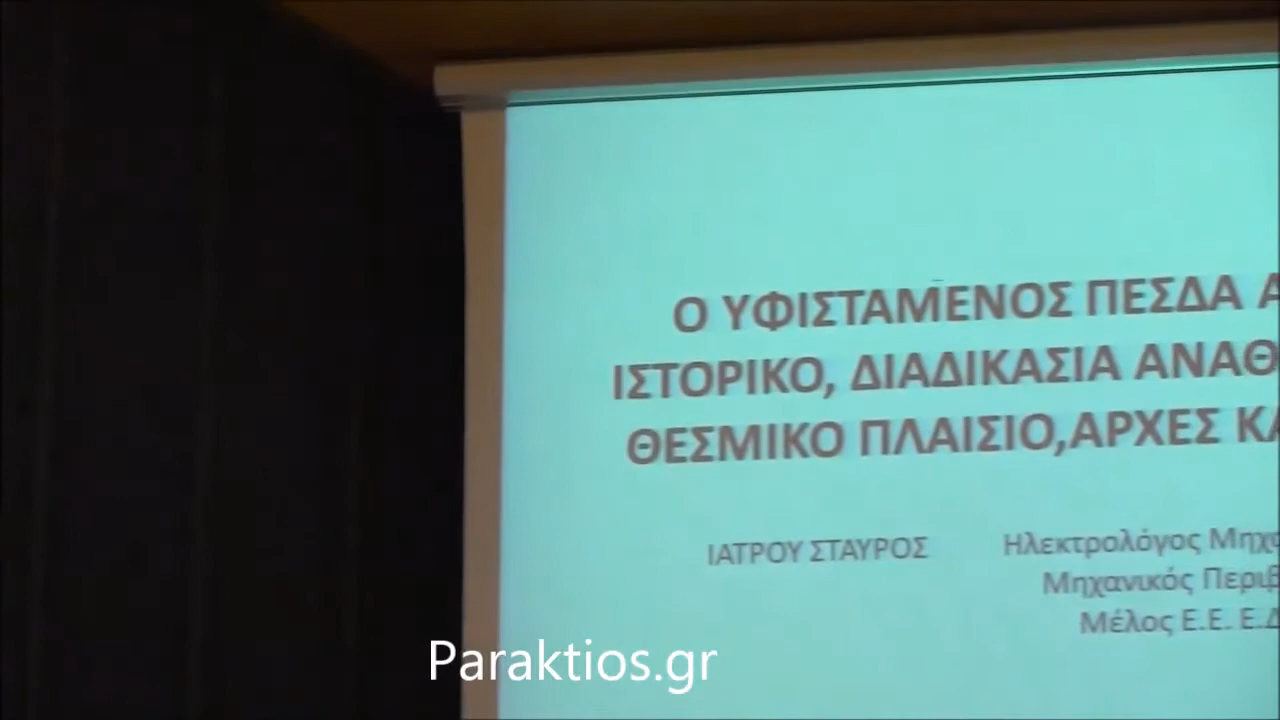 Ο ΥΦΙΣΤΑΜΕΝΟΣ ΠΕΣΔΑ
ΙΣΤΟΡΙΚΟ, ΔΙΑΔΙΚΑΣΙΑ
ΘΕΣΜΙΚΟ ΠΛΑΙΣΙΟ,ΑΡΧΕΣ
ΙΑΤΡΟΥ ΣΤΑΥΡΟΣ Ηλεκτρολόγος
Μηχανικός
Μέλος Ε.Ε.
Paraktios.gr